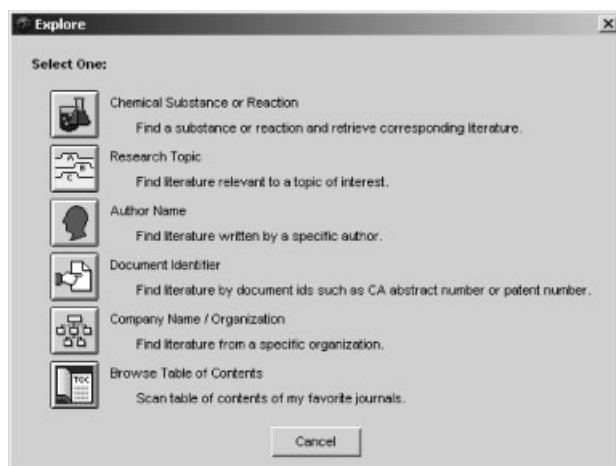 Explore
Select One:
Chemical Substance or Reaction
Find a substance or reaction and retrieve corresponding literature.
Research Topic
Find literature relevant to a topic of interest.
Author Name
Find literature written by a specific author.
Document Identifier
Find literature by document ids such as CA abstract number or patent number.
Company Name / Organization
Find literature from a specific organization.
TOC
Browse Table of Contents
Scan table of contents of my favorite journals.
Cancel